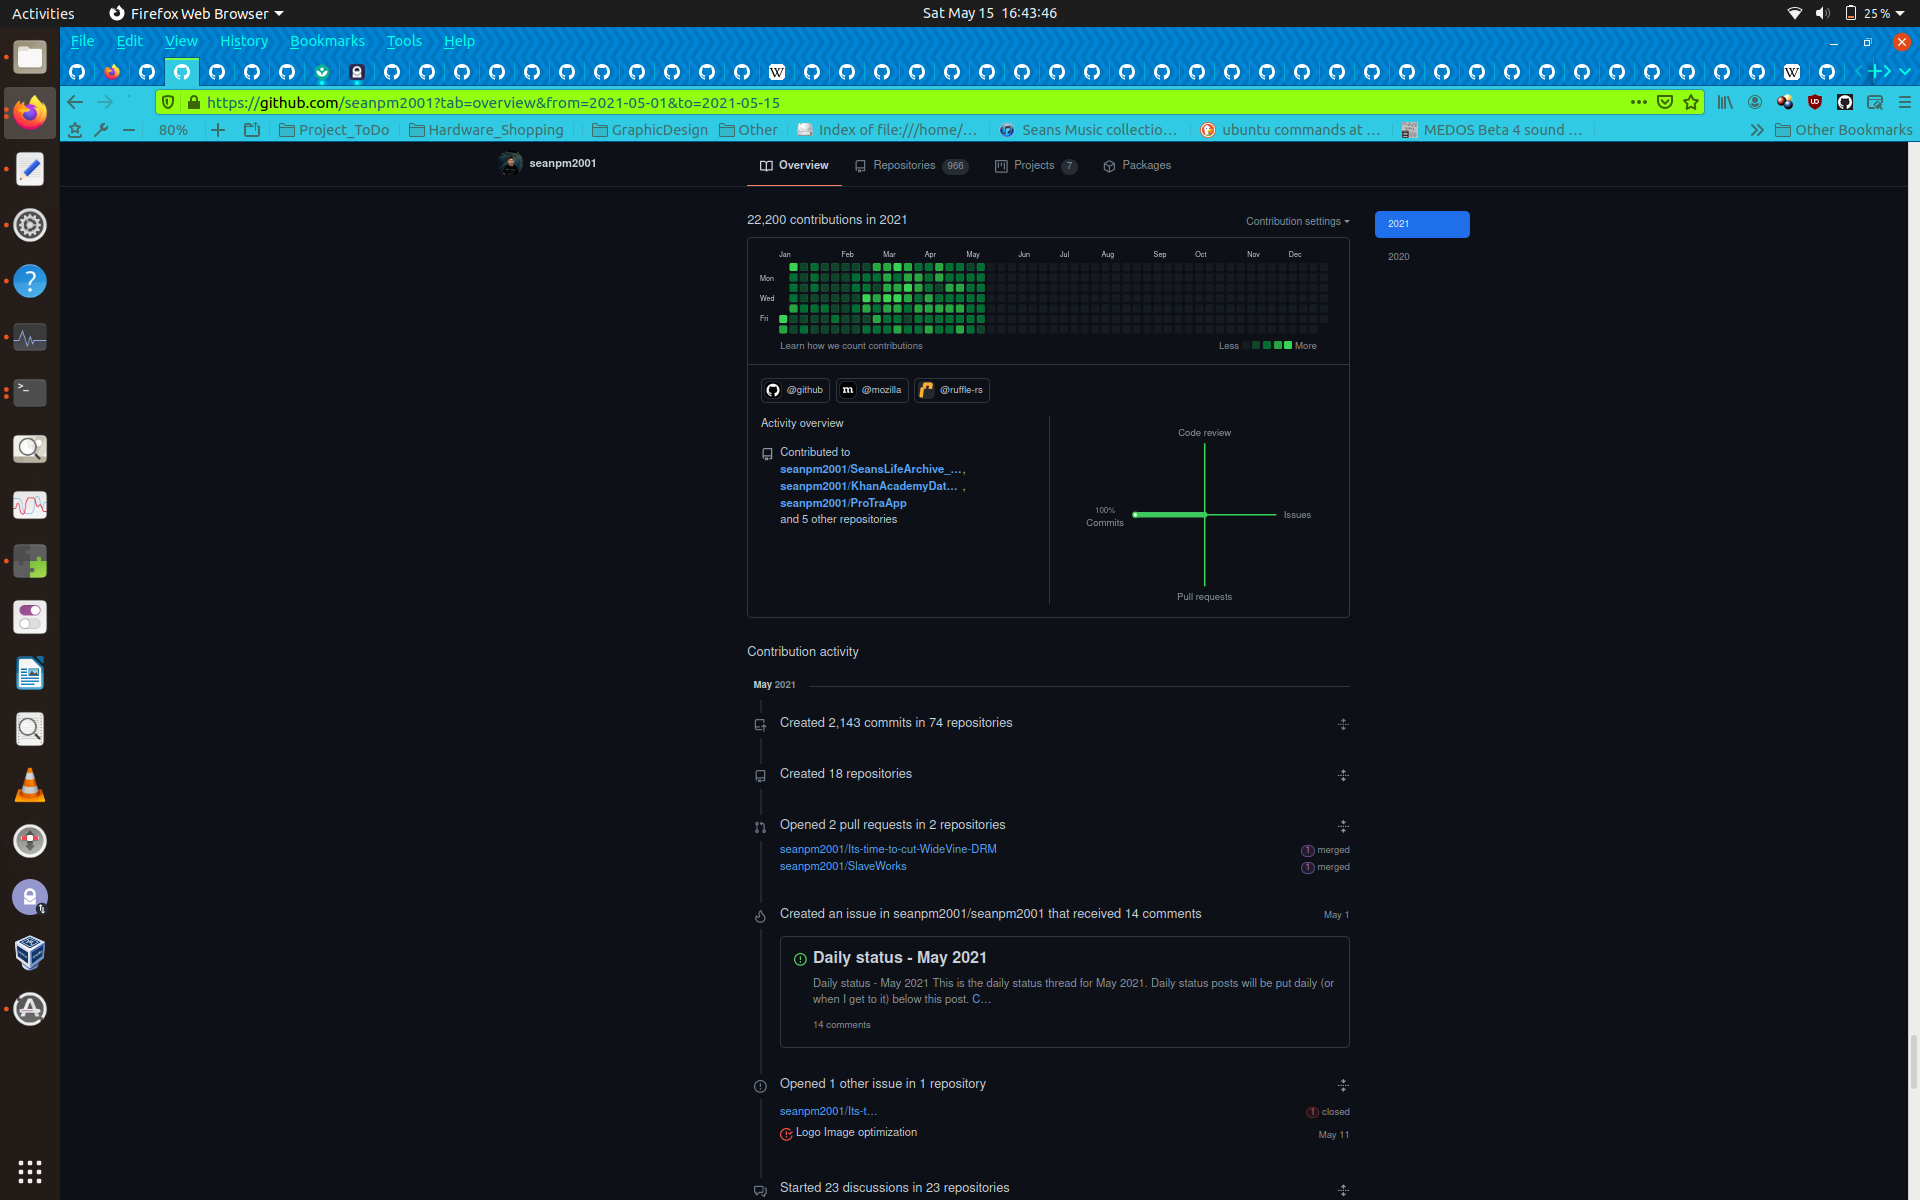 Activities
Firefox Web Browser
Sat May 15 16:43:46
25 %
File Edit View History Bookmarks Tools Help
https://github.com/seanpm2001?tab=overview&from=2021-05-01&to=2021-05-15
80%
Project_ToDo
Hardware_Shopping
GraphicDesign
Other
Index of file:///home/...
Seans Music collectio...
ubuntu commands at ...
MEDOS Beta 4 sound ...
Other Bookmarks
seanpm2001
Overview
Repositories 966
Projects 7
Packages
22,200 contributions in 2021
Contribution settings
2021
2020
Jan Feb Mar Apr May Jun Jul Aug Sep Oct Nov Dec
Mon
Wed
Fri
Learn how we count contributions
Less More
@github
@mozilla
@ruffle-rs
Activity overview
Contributed to
seanpm2001/SeansLifeArchive_...,
seanpm2001/KhanAcademyDat... ,
seanpm2001/ProTraApp
and 5 other repositories
Code review
100%
Commits
Issues
Pull requests
Contribution activity
May 2021
Created 2,143 commits in 74 repositories
Created 18 repositories
Opened 2 pull requests in 2 repositories
seanpm2001/Its-time-to-cut-WideVine-DRM
1 merged
seanpm2001/SlaveWorks
1 merged
Created an issue in seanpm2001/seanpm2001 that received 14 comments
May 1
Daily status - May 2021
Daily status - May 2021 This is the daily status thread for May 2021. Daily status posts will be put daily (or
when I get to it) below this post. C...
14 comments
Opened 1 other issue in 1 repository
seanpm2001/Its-t...
1 closed
Logo Image optimization
May 11
Started 23 discussions in 23 repositories